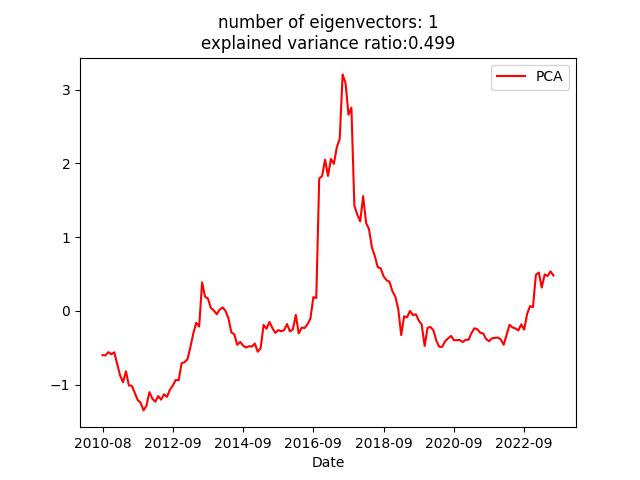 number of eigenvectors: 1
explained variance ratio:0.499
PCA
3
2
1
0
−1
2010-08 2012-09 2014-09 2016-09 2018-09 2020-09 2022-09
Date